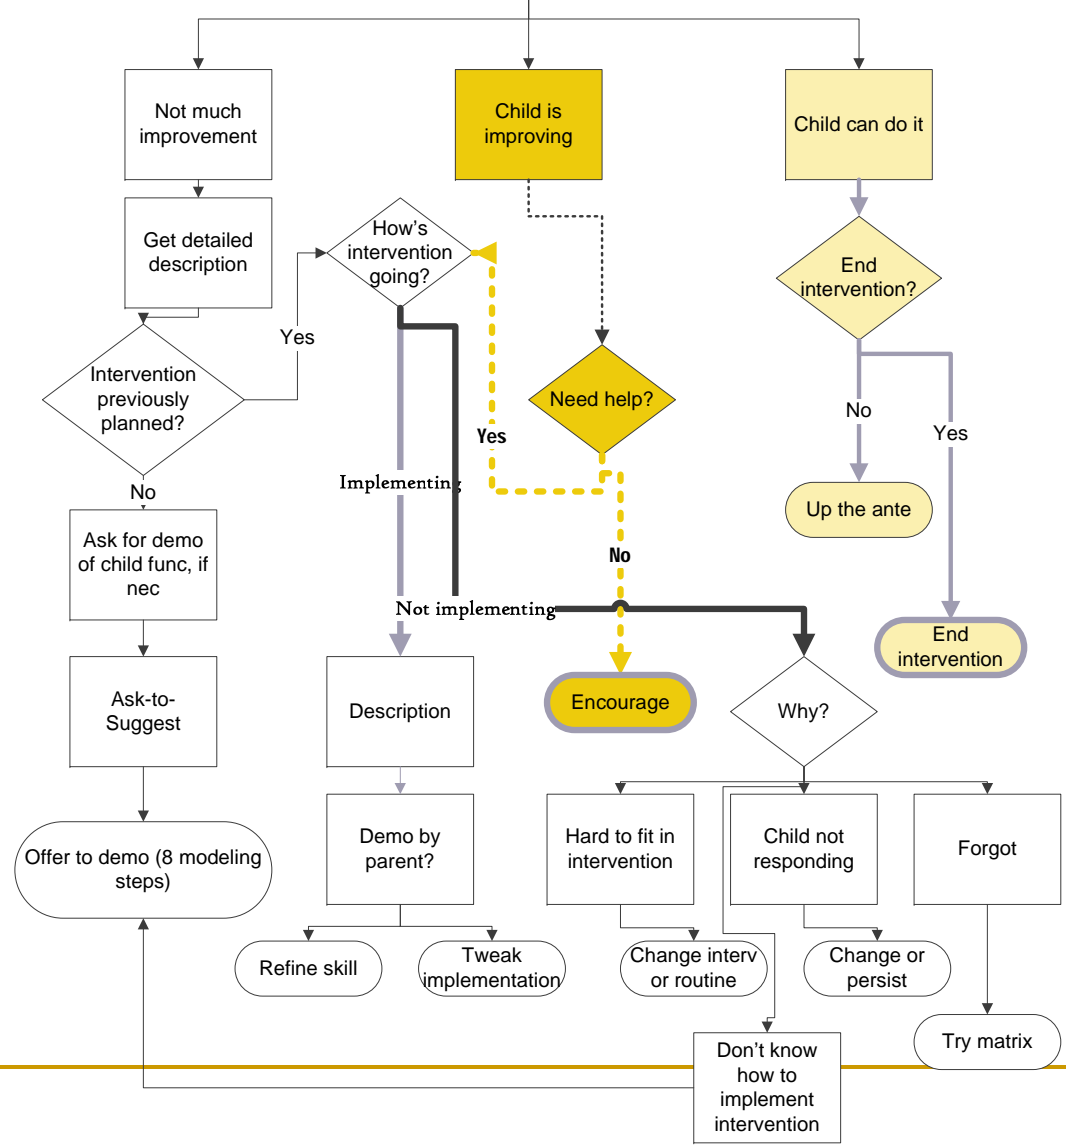 Not much
improvement
Child is
improving
Child can do it
Get detailed
description
How's
intervention
going?
End
intervention?
Yes
Intervention
previously
planned?
Need help?
No
Yes
Yes
Implementing
No
Up the ante
Ask for demo
of child func, if
nec
No
Not implementing
End
intervention
Ask-to-
Suggest
Description
Encourage
Why?
Offer to demo (8 modeling
steps)
Demo by
parent?
Hard to fit in
intervention
Child not
responding
Forgot
Refine skill
Tweak
implementation
Change interv
or routine
Change or
persist
Try matrix
Don't know
how to
implement
intervention